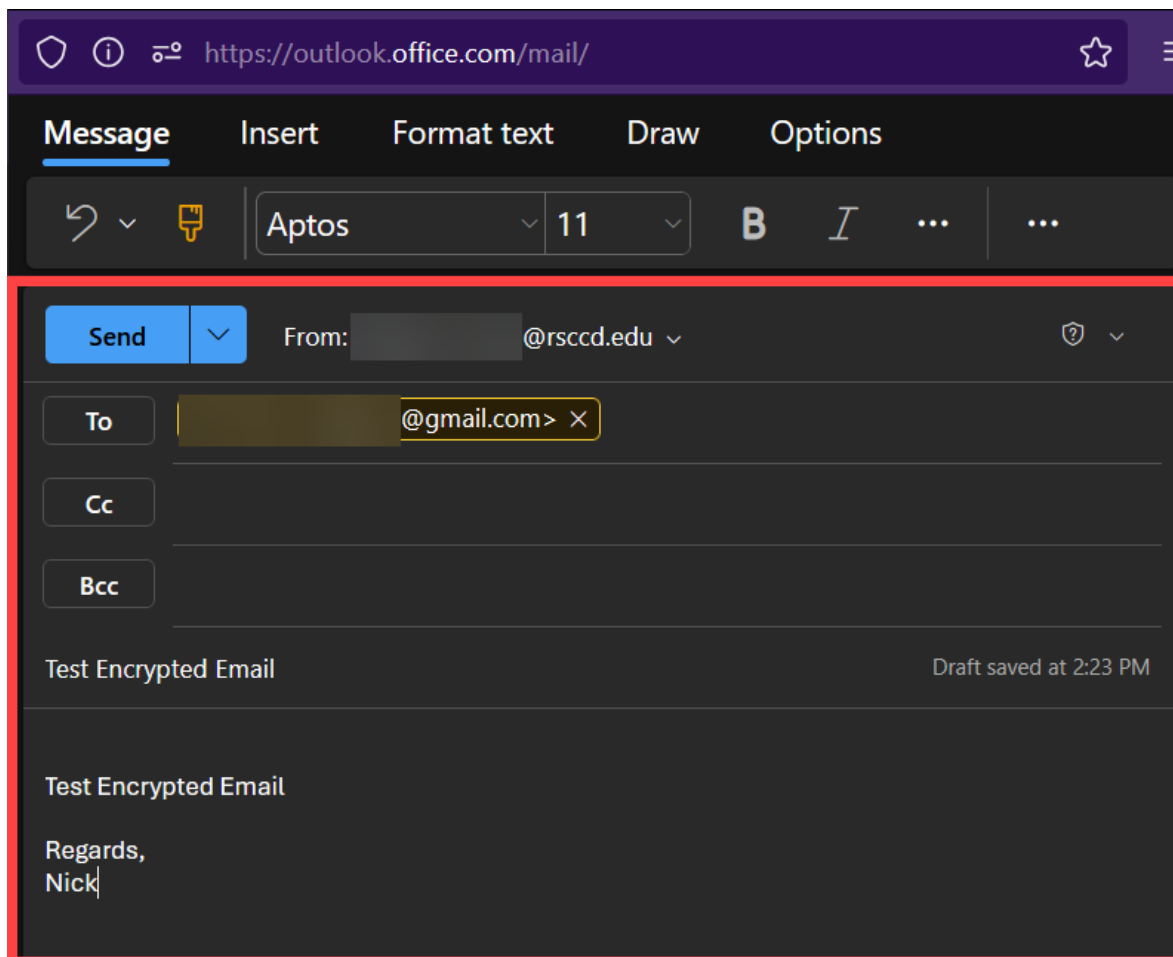 https://outlook.office.com/mail/
Message Insert Format text Draw Options
Aptos 11 B I ... ...
Send From: @rsccd.edu
To @gmail.com>
Cc
Bcc
Test Encrypted Email Draft saved at 2:23 PM
Test Encrypted Email
Regards,
Nick